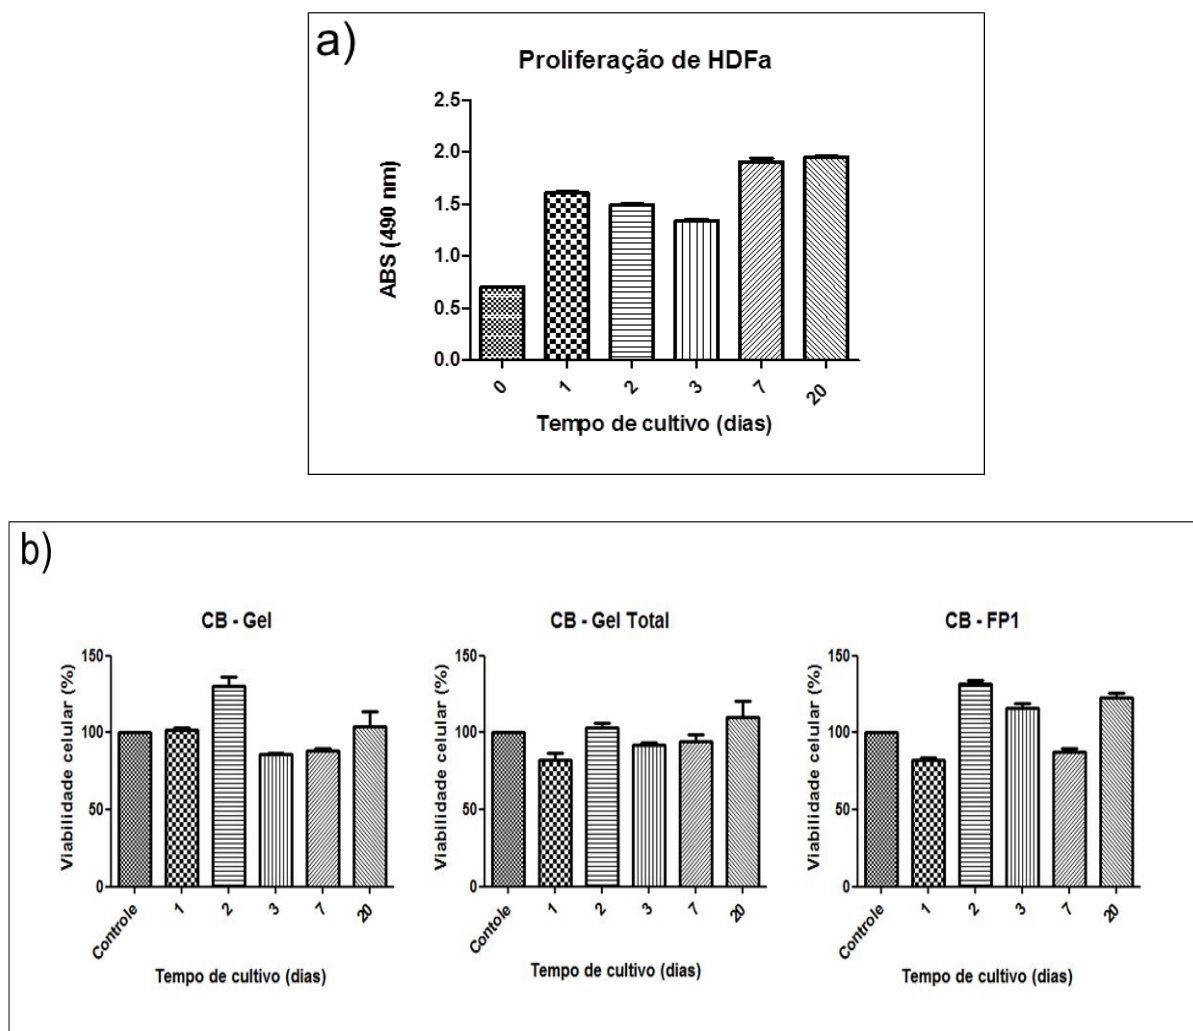 a)
Proliferação de HDFa
ABS (490 nm)
2.5
2.0
1.5
1.0
0.5
0.0
0 1 2 3 7 20
Tempo de cultivo (dias)
b)
CB - Gel
Viabilidade celular (%)
150
100
50
0
Controle 1 2 3 7 20
Tempo de cultivo (dias)
CB - Gel Total
Viabilidade celular (%)
150
100
50
0
Controle 1 2 3 7 20
Tempo de cultivo (dias)
CB - FP1
Viabilidade celular (%)
150
100
50
0
Controle 1 2 3 7 20
Tempo de cultivo (dias)